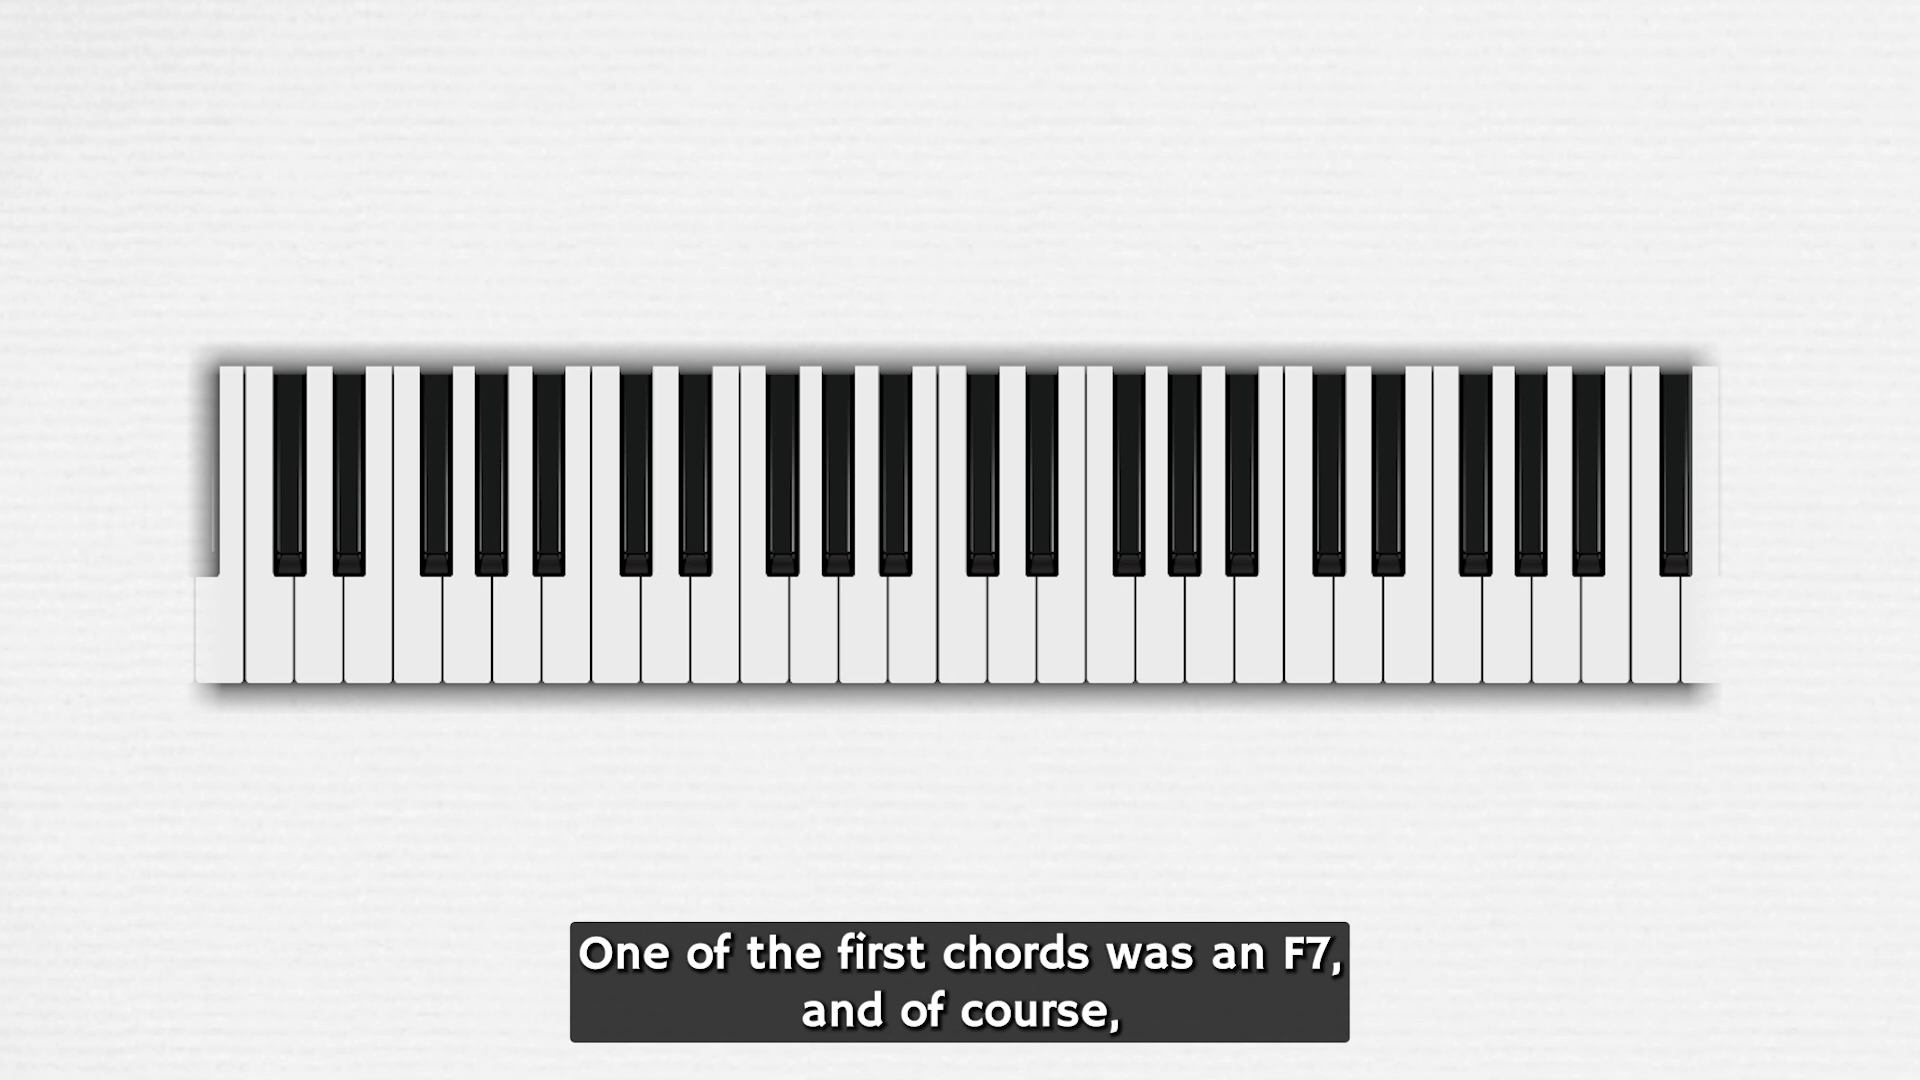 One of the first chords was an F7,
and of course,